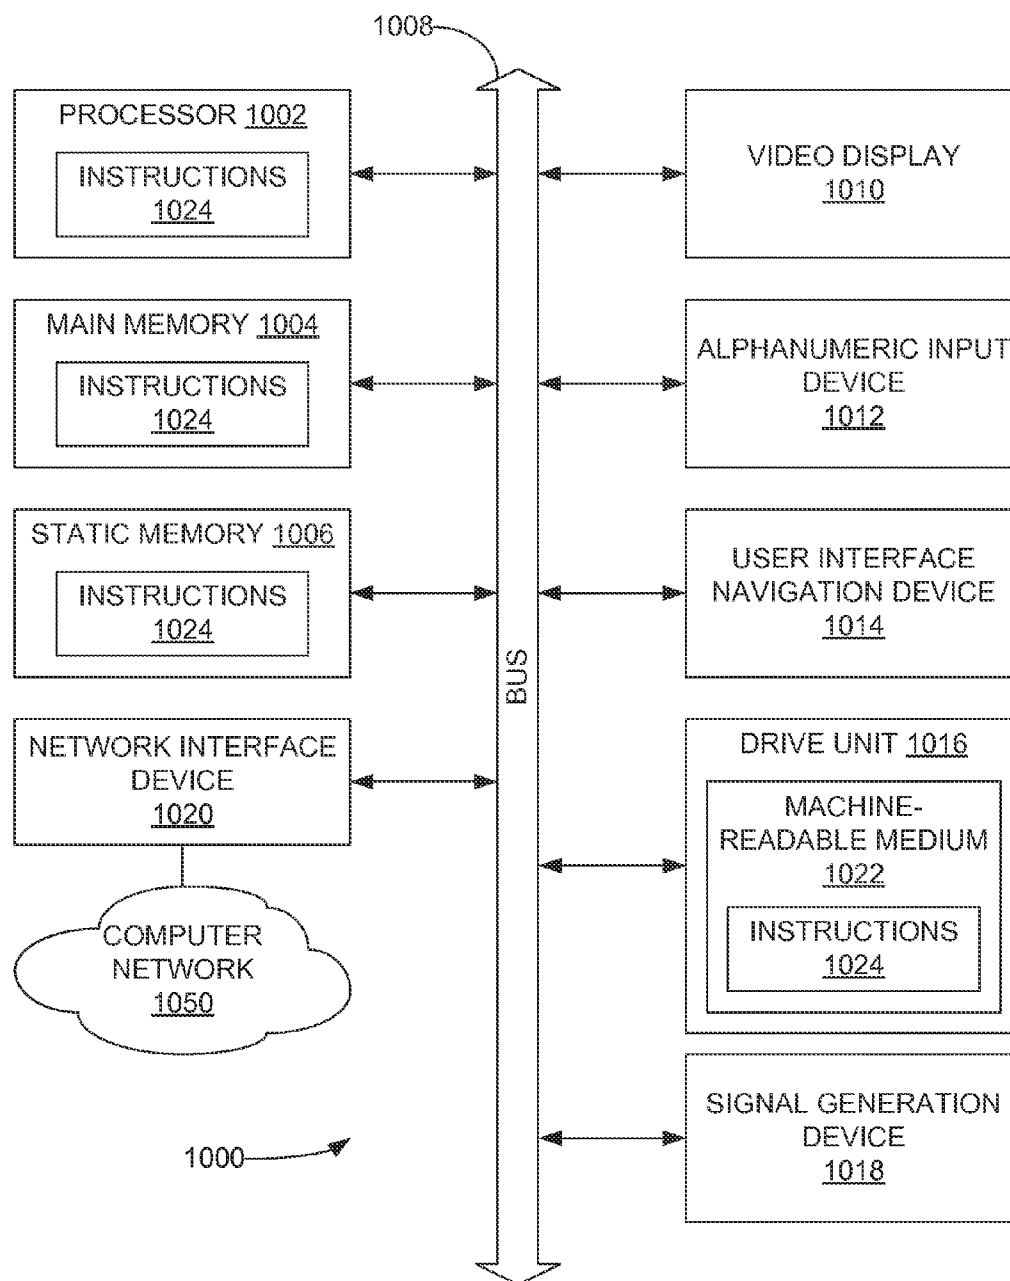 1008
PROCESSOR 1002
INSTRUCTIONS
1024
MAIN MEMORY 1004
INSTRUCTIONS
1024
STATIC MEMORY 1006
INSTRUCTIONS
1024
NETWORK INTERFACE
DEVICE
1020
COMPUTER
NETWORK
1050
1000
BUS
VIDEO DISPLAY
1010
ALPHANUMERIC INPUT
DEVICE
1012
USER INTERFACE
NAVIGATION DEVICE
1014
DRIVE UNIT 1016
MACHINE-
READABLE MEDIUM
1022
INSTRUCTIONS
1024
SIGNAL GENERATION
DEVICE
1018